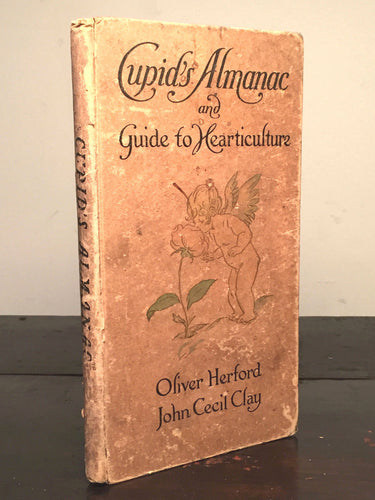 Cupid's Almanac
and
Guide to Hearticulture
Oliver Herford
John Cecil Clay
CUPID'S ALMANAC